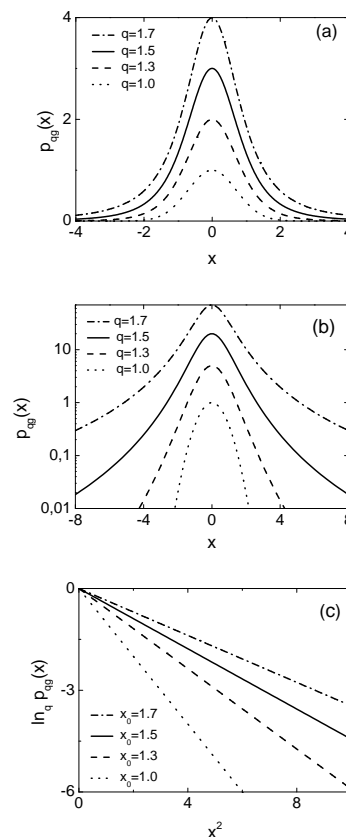 (a)
q=1.7
q=1.5
q=1.3
q=1.0
4
2
0
p_qg(x)
-4 -2 0 2 4
x
(b)
q=1.7
q=1.5
q=1.3
q=1.0
10
1
0,1
0,01
p_qg(x)
-8 -4 0 4 8
x
(c)
0
-3
-6
ln_q p_qg(x)
x_0=1.7
x_0=1.5
x_0=1.3
x_0=1.0
0 4 8
x^2